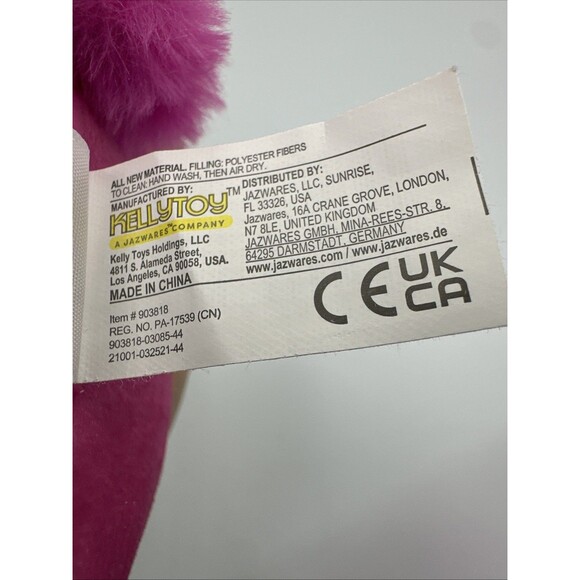 ALL NEW MATERIAL. FILLING: POLYESTER FIBERS
TO CLEAN: HAND WASH, THEN AIR DRY.
MANUFACTURED BY:
KELLYTOY™
A JAZWARES™ COMPANY
Kelly Toys Holdings, LLC
4811 S. Alameda Street,
Los Angeles, CA 90058, USA.
MADE IN CHINA
Item # 903818
REG. NO. PA-17539 (CN)
903818-03085-44
21001-032521-44
DISTRIBUTED BY:
JAZWARES, LLC, SUNRISE,
FL 33326, USA
Jazwares, 16A CRANE GROVE, LONDON,
N7 8LE, UNITED KINGDOM
JAZWARES GMBH, MINA-REES-STR. 8,
64295 DARMSTADT, GERMANY
www.jazwares.com / www.jazwares.de
CE UK
CA